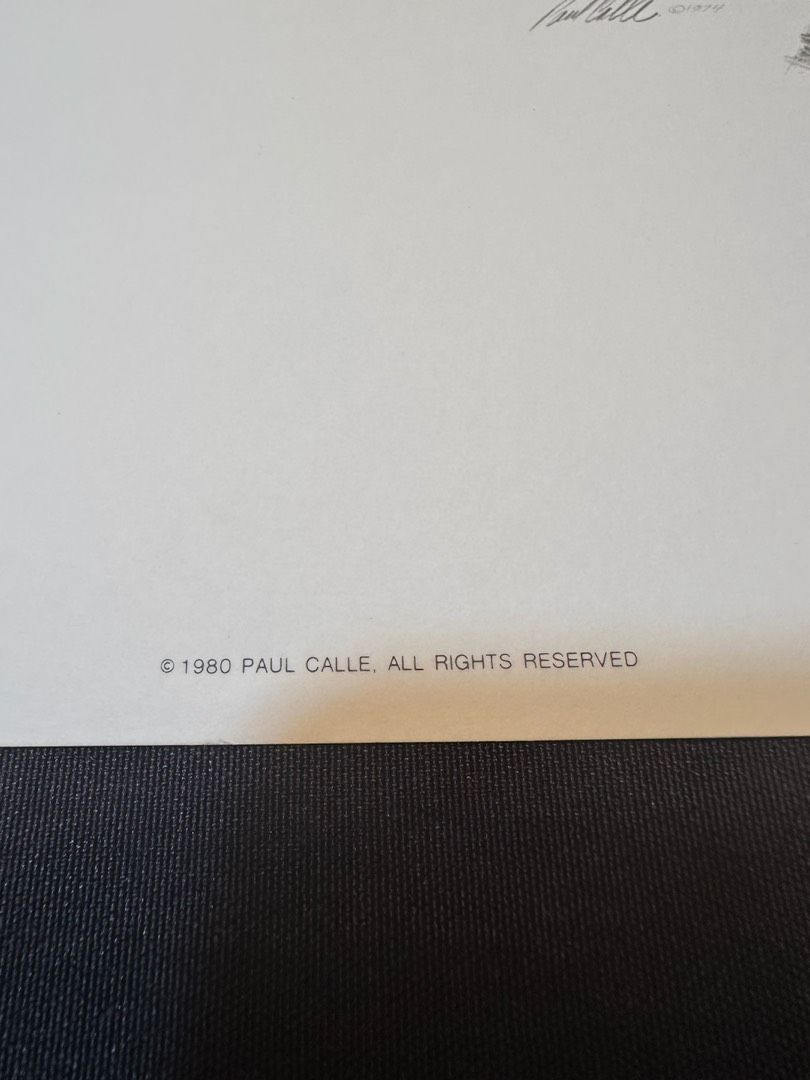 Paul Calle ©1974
© 1980 PAUL CALLE, ALL RIGHTS RESERVED